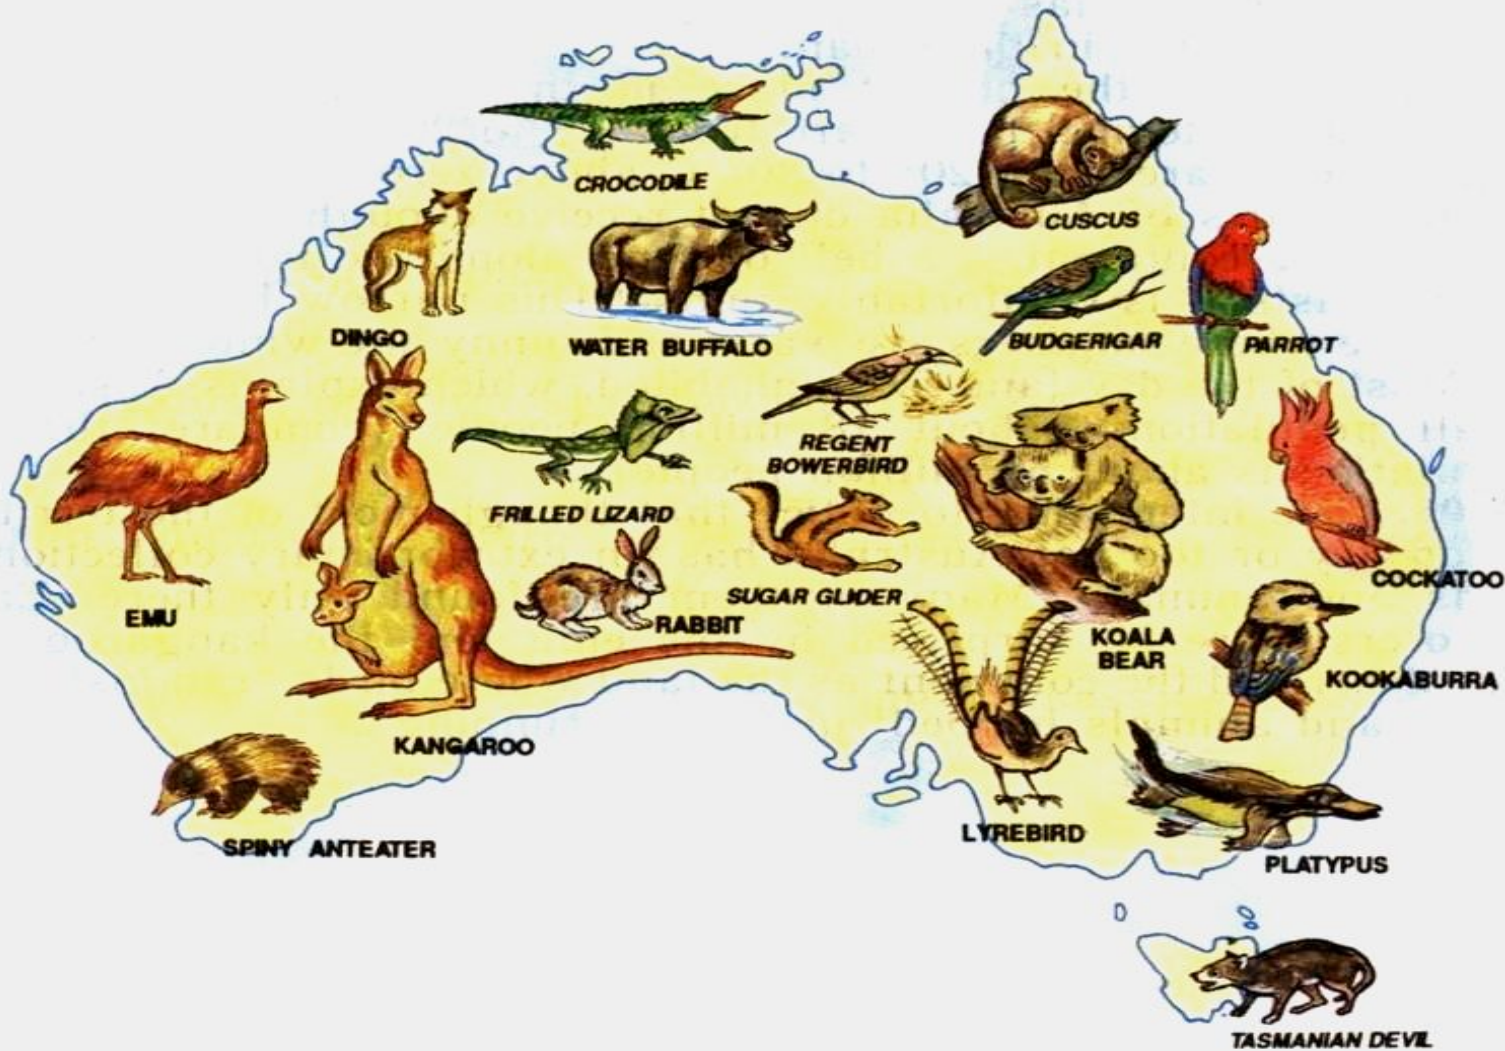 CROCODILE
CUSCUS
DINGO
WATER BUFFALO
BUDGERIGAR
PARROT
REGENT
BOWERBIRD
FRILLED LIZARD
COCKATOO
SUGAR GLIDER
EMU
RABBIT
KOALA
BEAR
KOOKABURRA
KANGAROO
LYREBIRD
SPINY ANTEATER
PLATYPUS
TASMANIAN DEVIL